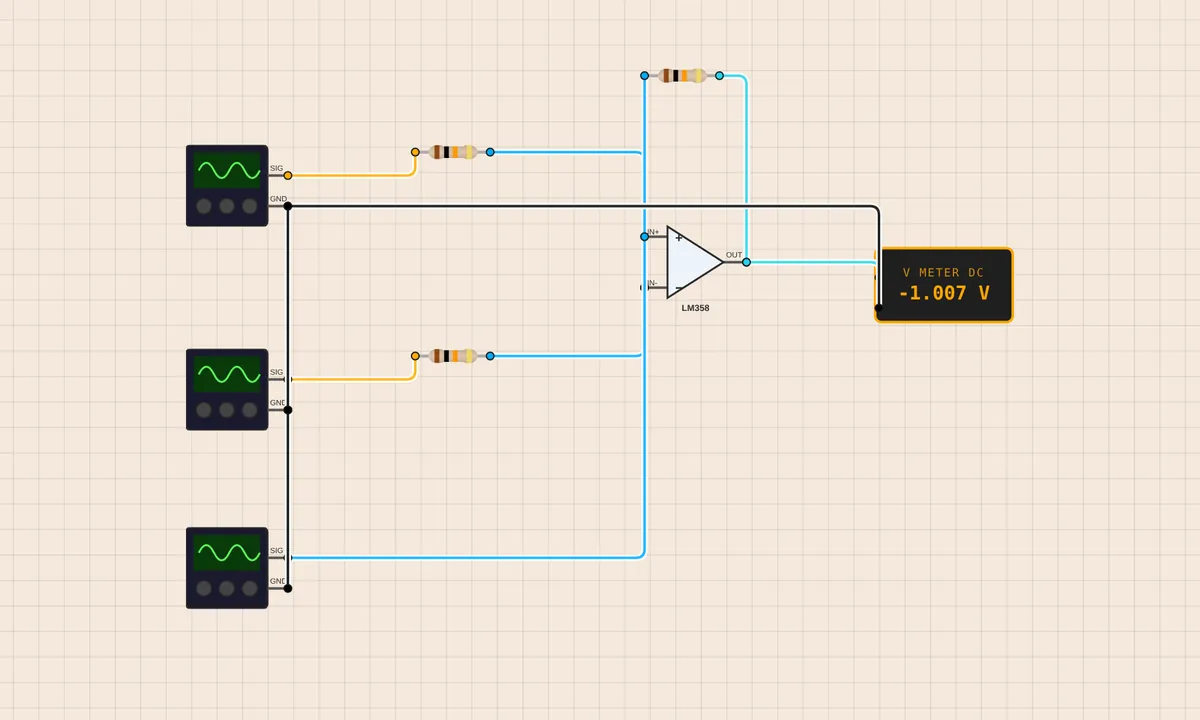 SIG
GND
IN+
+
OUT
IN-
−
LM358
V METER DC
-1.007 V
SIG
GND
SIG
GND